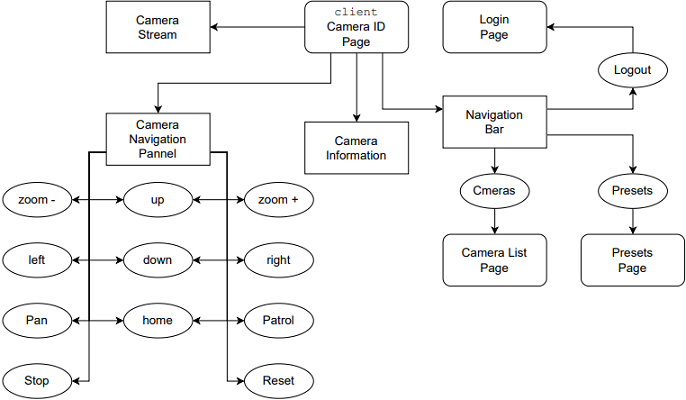 Camera
Stream
client
Camera ID
Page
Login
Page
Logout
Camera
Navigation
Pannel
Camera
Information
Navigation
Bar
zoom -
up
zoom +
Cmeras
Presets
left
down
right
Camera List
Page
Presets
Page
Pan
home
Patrol
Stop
Reset